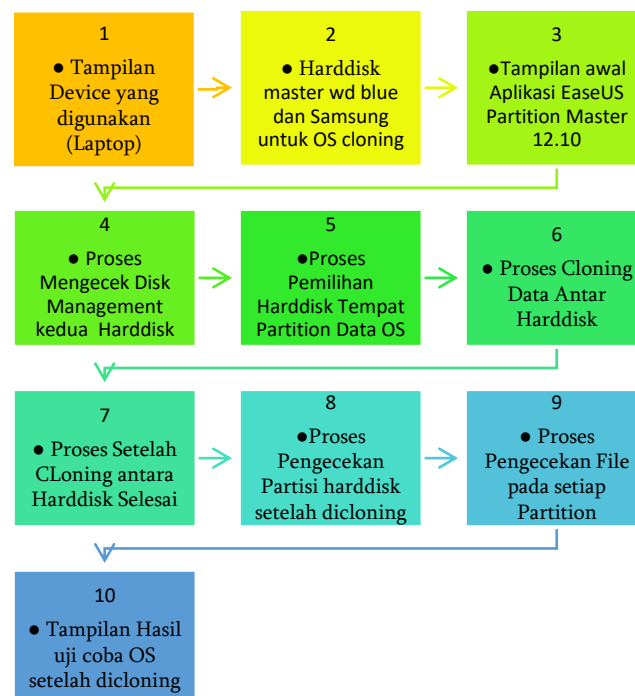 1
● Tampilan
Device yang
digunakan
(Laptop)
2
● Harddisk
master wd blue
dan Samsung
untuk OS cloning
3
●Tampilan awal
Aplikasi EaseUS
Partition Master
12.10
4
● Proses
Mengecek Disk
Management
kedua Harddisk
5
●Proses
Pemilihan
Harddisk Tempat
Partition Data OS
6
● Proses Cloning
Data Antar
Harddisk
7
● Proses Setelah
CLoning antara
Harddisk Selesai
8
●Proses
Pengecekan
Partisi harddisk
setelah dicloning
9
● Proses
Pengecekan File
pada setiap
Partition
10
● Tampilan Hasil
uji coba OS
setelah dicloning